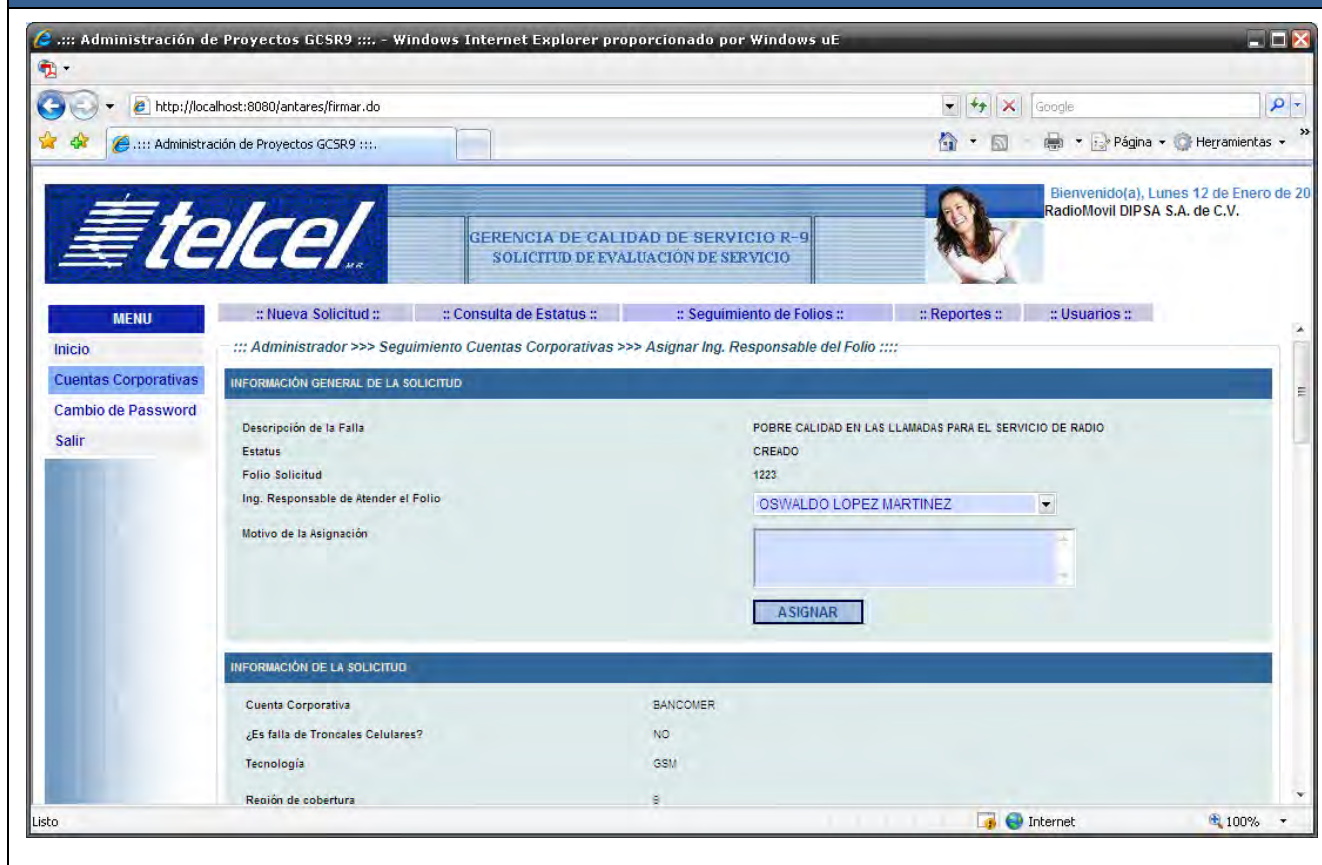 .::: Administración de Proyectos GCSR9 :::. - Windows Internet Explorer proporcionado por Windows uE
http://localhost:8080/antares/firmar.do
Google
.::: Administración de Proyectos GCSR9 :::.
Página
Herramientas
»
telcel
M.R.
GERENCIA DE CALIDAD DE SERVICIO R-9
SOLICITUD DE EVALUACION DE SERVICIO
Bienvenido(a), Lunes 12 de Enero de 20
RadioMovil DIPSA S.A. de C.V.
MENU
:: Nueva Solicitud ::
:: Consulta de Estatus ::
:: Seguimiento de Folios ::
:: Reportes ::
:: Usuarios ::
Inicio
Cuentas Corporativas
Cambio de Password
Salir
::: Administrador >>> Seguimiento Cuentas Corporativas >>> Asignar Ing. Responsable del Folio ::::
INFORMACIÓN GENERAL DE LA SOLICITUD
Descripción de la Falla POBRE CALIDAD EN LAS LLAMADAS PARA EL SERVICIO DE RADIO
Estatus CREADO
Folio Solicitud 1223
Ing. Responsable de Atender el Folio OSWALDO LOPEZ MARTINEZ
Motivo de la Asignación
ASIGNAR
INFORMACIÓN DE LA SOLICITUD
Cuenta Corporativa BANCOMER
¿Es falla de Troncales Celulares? NO
Tecnología GSM
Región de cobertura 9
Listo
Internet
100%